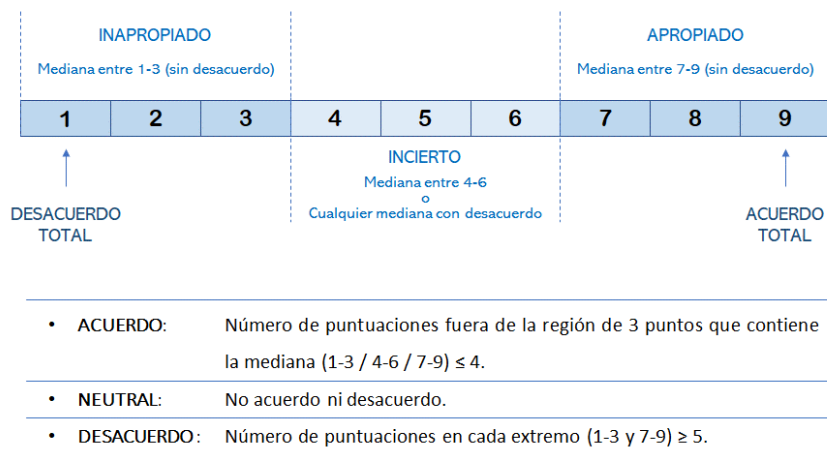 INAPROPIADO
Mediana entre 1-3 (sin desacuerdo)
APROPIADO
Mediana entre 7-9 (sin desacuerdo)
1 2 3 4 5 6 7 8 9
INCIERTO
Mediana entre 4-6
o
Cualquier mediana con desacuerdo
DESACUERDO
TOTAL
ACUERDO
TOTAL
• ACUERDO: Número de puntuaciones fuera de la región de 3 puntos que contiene
la mediana (1-3 / 4-6 / 7-9) ≤ 4.
• NEUTRAL: No acuerdo ni desacuerdo.
• DESACUERDO: Número de puntuaciones en cada extremo (1-3 y 7-9) ≥ 5.